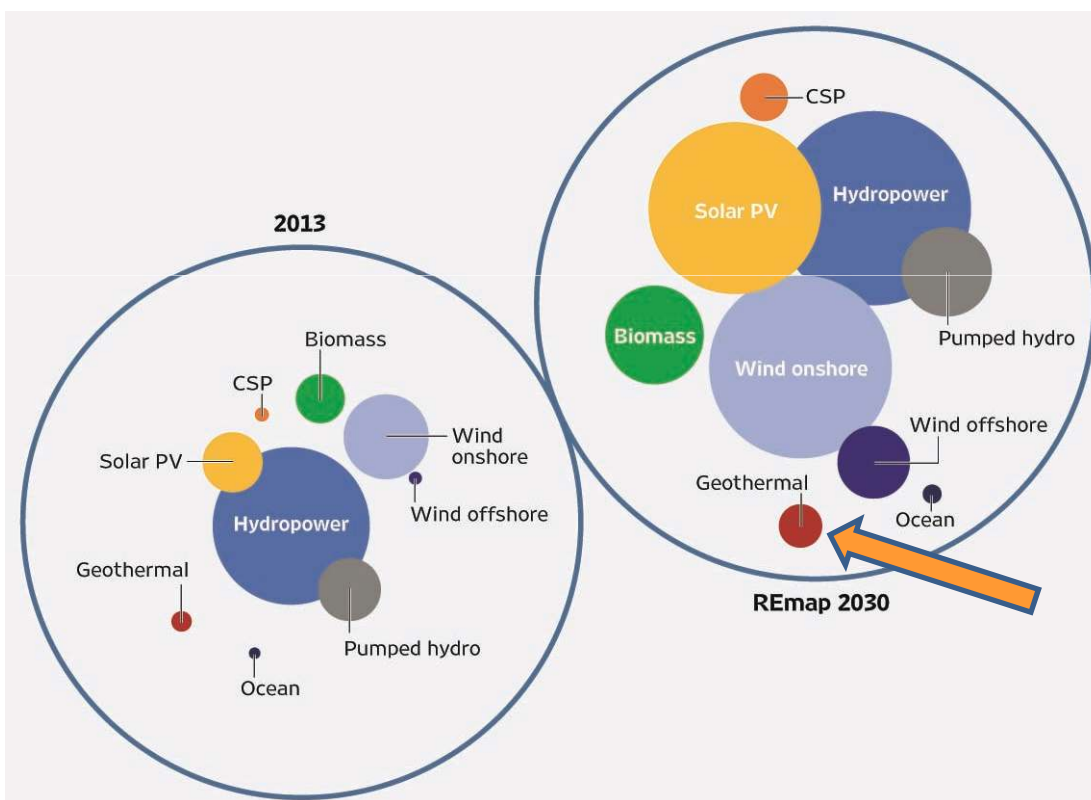 2013
Biomass
CSP
Solar PV
Wind
onshore
Wind offshore
Hydropower
Geothermal
Pumped hydro
Ocean
CSP
Hydropower
Solar PV
Biomass
Pumped hydro
Wind onshore
Wind offshore
Geothermal
Ocean
REmap 2030